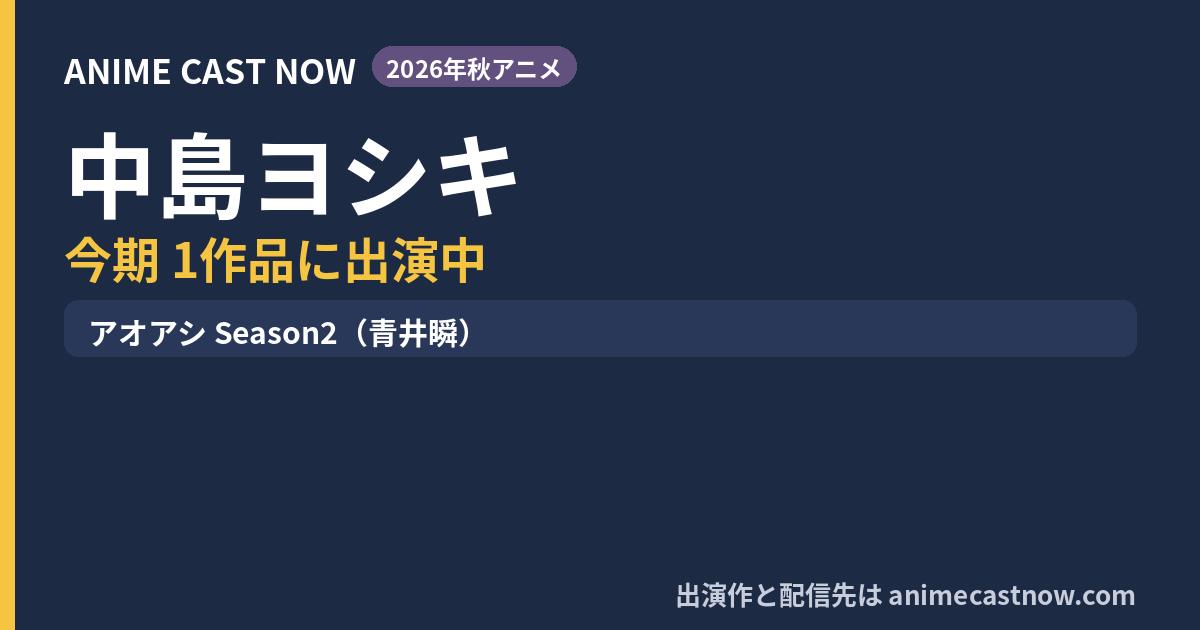 ANIME CAST NOW 2026年秋アニメ
中島ヨシキ
今期 1作品に出演中
アオアシ Season2（青井瞬）
出演作と配信先は animecastnow.com